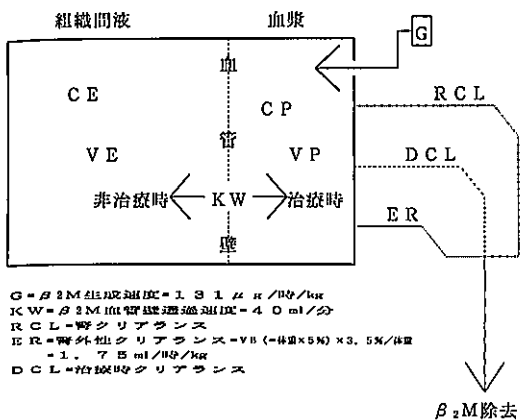 組織間液 血漿
G
血
CE
CP
RCL
管
VE
VP
DCL
非治療時 KW 治療時
ER
壁
G=β2M生成速度=131μg/時/kg
KW=β2M血管壁透過速度=40ml/分
RCL=腎クリアランス
ER=腎外性クリアランス=VB(=体重×5%)×3.5%/体重
=1.75ml/時/kg
DCL=治療時クリアランス
β2M除去